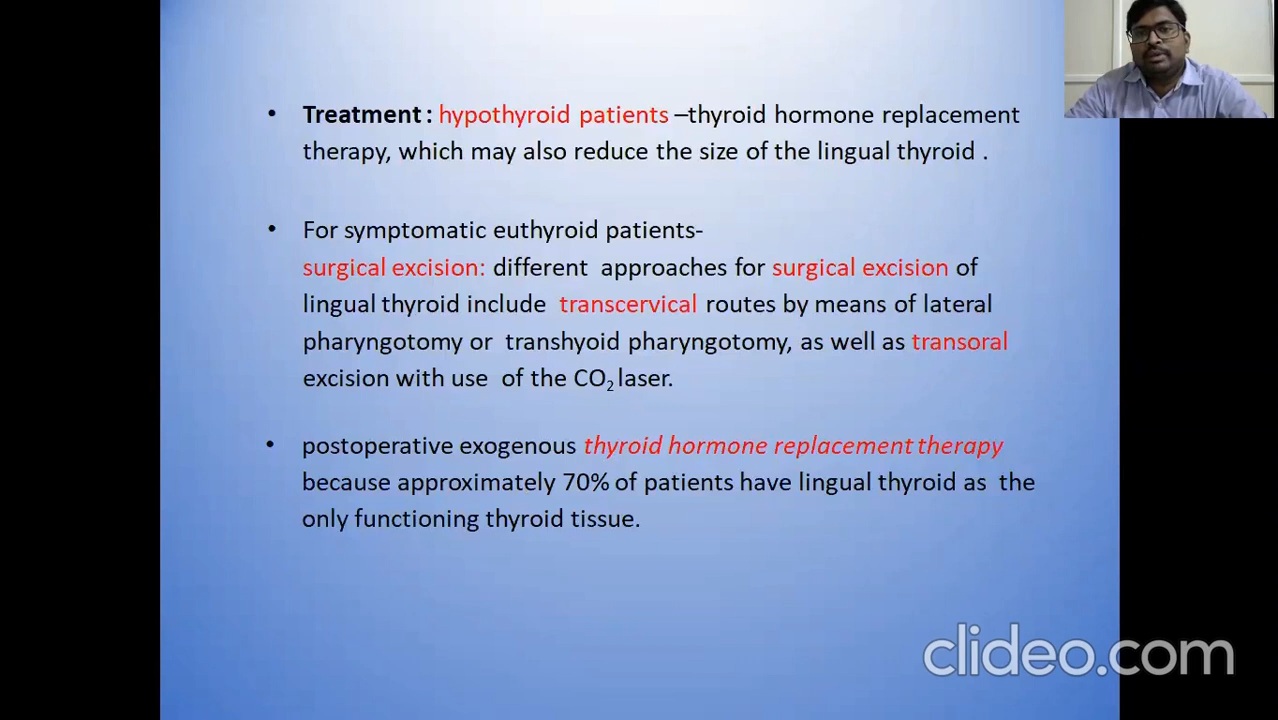 • Treatment : hypothyroid patients –thyroid hormone replacement
therapy, which may also reduce the size of the lingual thyroid .
• For symptomatic euthyroid patients-
surgical excision: different approaches for surgical excision of
lingual thyroid include transcervical routes by means of lateral
pharyngotomy or transhyoid pharyngotomy, as well as transoral
excision with use of the CO₂ laser.
• postoperative exogenous thyroid hormone replacement therapy
because approximately 70% of patients have lingual thyroid as the
only functioning thyroid tissue.
clideo.com